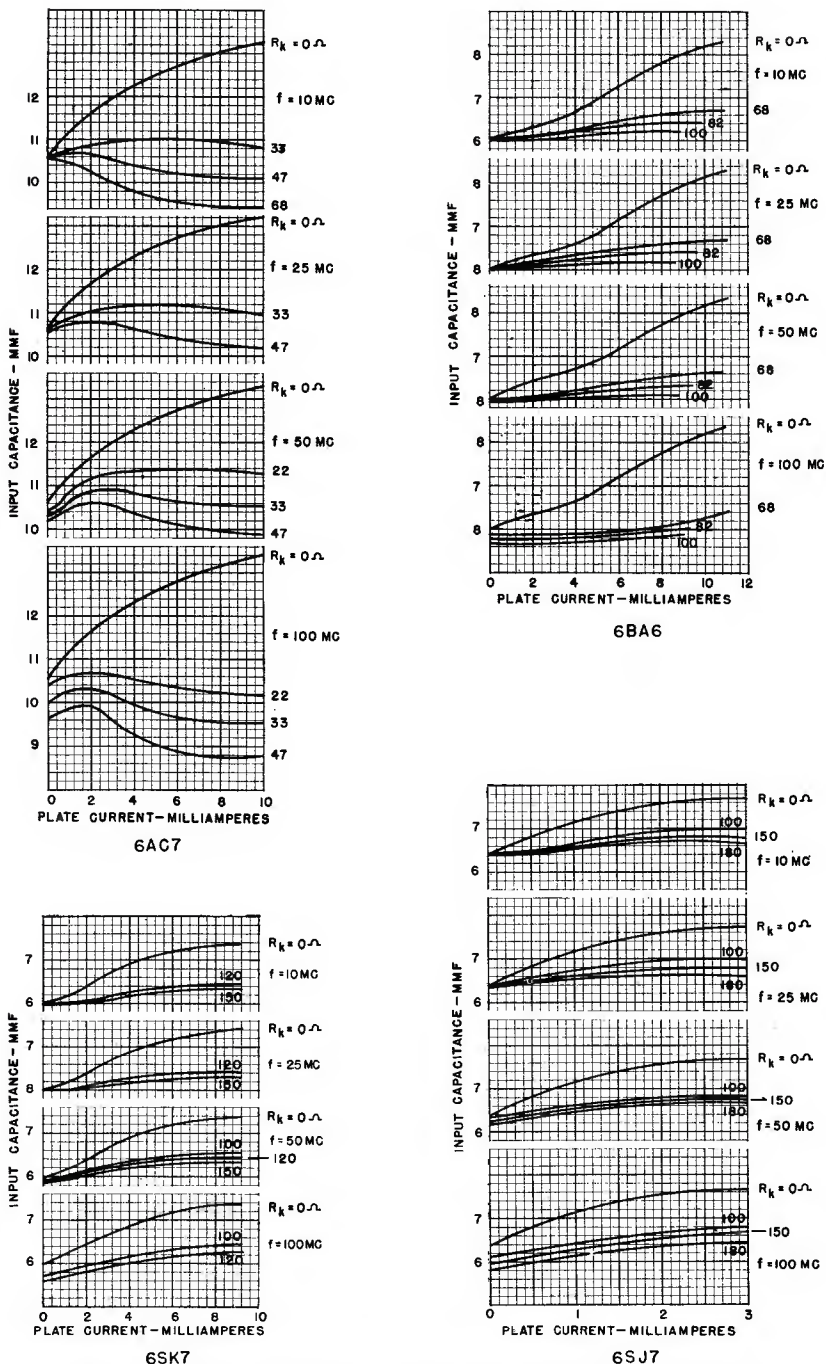 INPUT CAPACITANCE – MMF
Rk = 0 Ω
12
f = 10 MC
11
33
47
10
68
Rk = 0 Ω
12
f = 25 MC
11
33
47
10
Rk = 0 Ω
12
f = 50 MC
22
11
33
10
47
Rk = 0 Ω
12
f = 100 MC
11
22
10
33
9
47
0 2 4 6 8 10
PLATE CURRENT–MILLIAMPERES
6AC7
INPUT CAPACITANCE – MMF
Rk = 0 Ω
8
f = 10 MC
7
68
82
100
6
Rk = 0 Ω
8
f = 25 MC
7
68
82
100
8
Rk = 0 Ω
8
f = 50 MC
7
68
82
100
8
Rk = 0 Ω
8
f = 100 MC
7
68
82
100
8
0 2 4 6 8 10 12
PLATE CURRENT–MILLIAMPERES
6BA6
INPUT CAPACITANCE – MMF
Rk = 0 Ω
7
120
f = 10 MC
150
6
Rk = 0 Ω
7
120
f = 25 MC
150
8
Rk = 0 Ω
7
100
f = 50 MC
120
150
6
Rk = 0 Ω
7
100
f = 100 MC
120
6
0 2 4 6 8 10
PLATE CURRENT–MILLIAMPERES
6SK7
INPUT CAPACITANCE – MMF
Rk = 0 Ω
7
100
150
180
f = 10 MC
6
Rk = 0 Ω
7
100
150
180
f = 25 MC
6
Rk = 0 Ω
7
100
150
180
f = 50 MC
6
Rk = 0 Ω
7
100
150
180
f = 100 MC
6
0 1 2 3
PLATE CURRENT–MILLIAMPERES
6SJ7